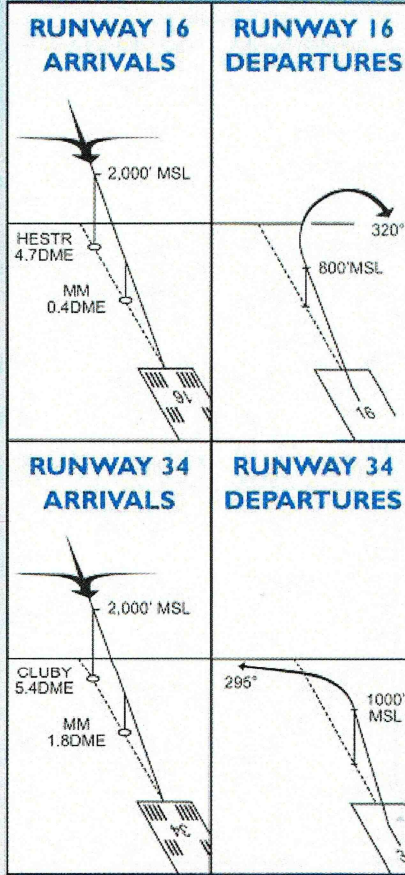 RUNWAY 16
ARRIVALS
2,000' MSL
HESTR
4.7DME
MM
0.4DME
16
RUNWAY 16
DEPARTURES
320°
800'MSL
16
RUNWAY 34
ARRIVALS
2,000' MSL
CLUBY
5.4DME
MM
1.8DME
34
RUNWAY 34
DEPARTURES
295°
1000'
MSL